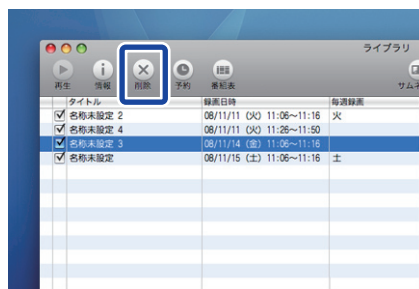 ライブラリ
再生 情報 削除 予約 番組表 サムネ
タイトル 録画日時 毎週録画
名称未設定 2 08/11/11 (火) 11:06~11:16 火
名称未設定 4 08/11/11 (火) 11:26~11:50
名称未設定 3 08/11/14 (金) 11:06~11:16
名称未設定 08/11/15 (土) 11:06~11:16 土